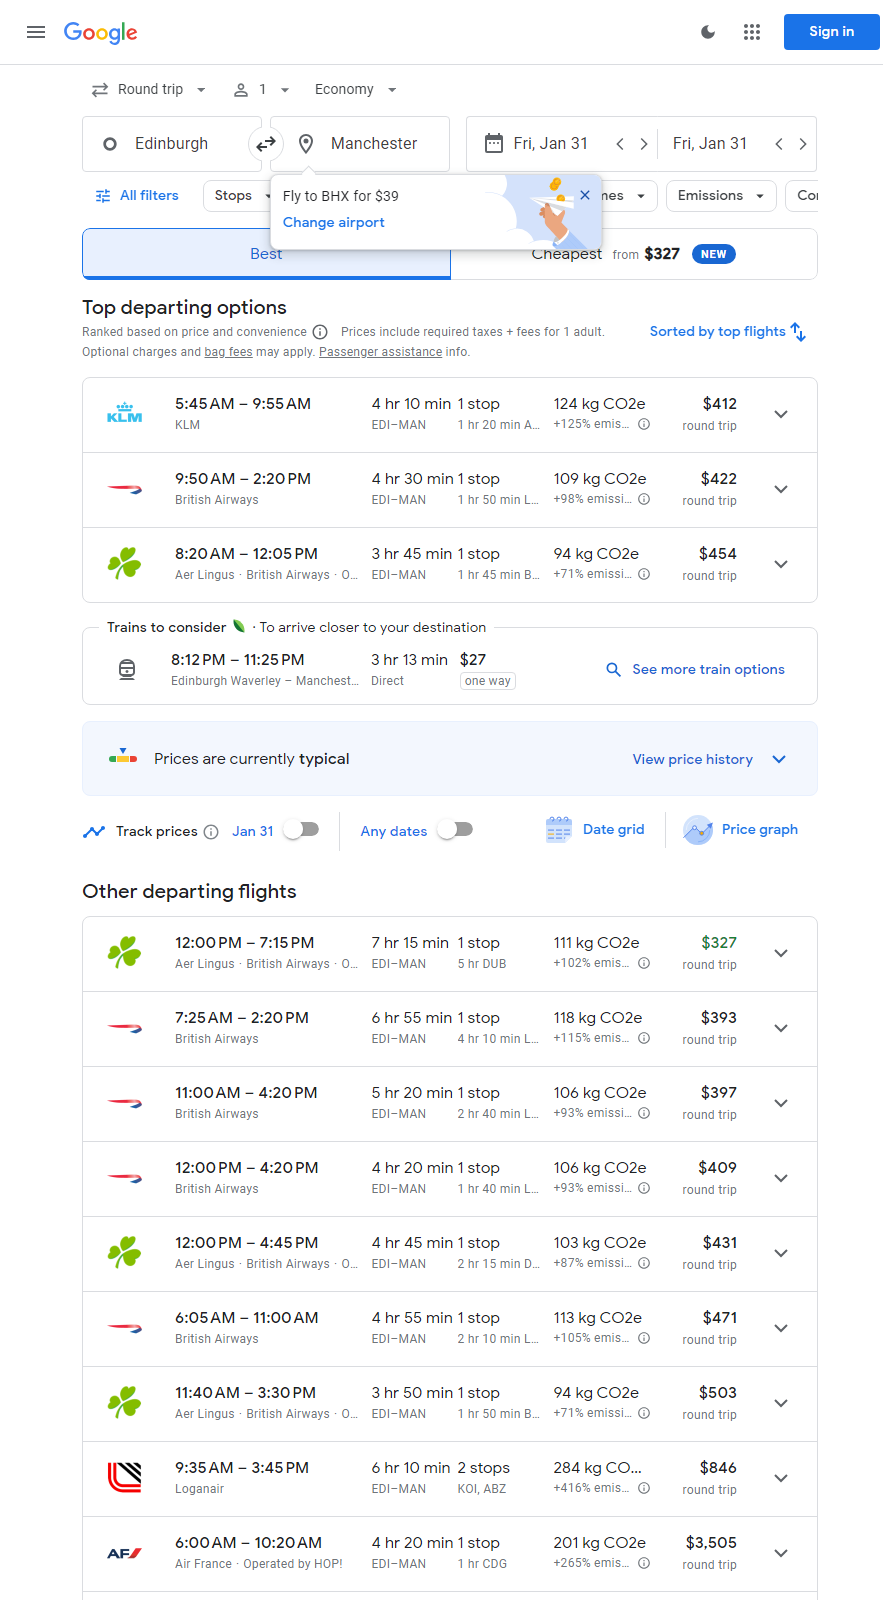 Google
Sign in
Round trip 1 Economy
Edinburgh Manchester Fri, Jan 31 Fri, Jan 31
All filters Stops Emissions
Fly to BHX for $39
Change airport
Best Cheapest from $327 NEW
Top departing options
Ranked based on price and convenience Prices include required taxes + fees for 1 adult.
Optional charges and bag fees may apply. Passenger assistance info.
Sorted by top flights
5:45 AM – 9:55 AM 4 hr 10 min 1 stop 124 kg CO2e $412
KLM KLM EDI–MAN 1 hr 20 min A... +125% emis... round trip
9:50 AM – 2:20 PM 4 hr 30 min 1 stop 109 kg CO2e $422
British Airways EDI–MAN 1 hr 50 min L... +98% emissi... round trip
8:20 AM – 12:05 PM 3 hr 45 min 1 stop 94 kg CO2e $454
Aer Lingus · British Airways · O... EDI–MAN 1 hr 45 min B... +71% emissi... round trip
Trains to consider · To arrive closer to your destination
8:12 PM – 11:25 PM 3 hr 13 min $27
Edinburgh Waverley – Manchest... Direct one way
See more train options
Prices are currently typical View price history
Track prices Jan 31 Any dates Date grid Price graph
Other departing flights
12:00 PM – 7:15 PM 7 hr 15 min 1 stop 111 kg CO2e $327
Aer Lingus · British Airways · O... EDI–MAN 5 hr DUB +102% emis... round trip
7:25 AM – 2:20 PM 6 hr 55 min 1 stop 118 kg CO2e $393
British Airways EDI–MAN 4 hr 10 min L... +115% emis... round trip
11:00 AM – 4:20 PM 5 hr 20 min 1 stop 106 kg CO2e $397
British Airways EDI–MAN 2 hr 40 min L... +93% emissi... round trip
12:00 PM – 4:20 PM 4 hr 20 min 1 stop 106 kg CO2e $409
British Airways EDI–MAN 1 hr 40 min L... +93% emissi... round trip
12:00 PM – 4:45 PM 4 hr 45 min 1 stop 103 kg CO2e $431
Aer Lingus · British Airways · O... EDI–MAN 2 hr 15 min D... +87% emissi... round trip
6:05 AM – 11:00 AM 4 hr 55 min 1 stop 113 kg CO2e $471
British Airways EDI–MAN 2 hr 10 min L... +105% emis... round trip
11:40 AM – 3:30 PM 3 hr 50 min 1 stop 94 kg CO2e $503
Aer Lingus · British Airways · O... EDI–MAN 1 hr 50 min B... +71% emissi... round trip
9:35 AM – 3:45 PM 6 hr 10 min 2 stops 284 kg CO... $846
Loganair EDI–MAN KOI, ABZ +416% emis... round trip
AF 6:00 AM – 10:20 AM 4 hr 20 min 1 stop 201 kg CO2e $3,505
Air France · Operated by HOP! EDI–MAN 1 hr CDG +265% emis... round trip